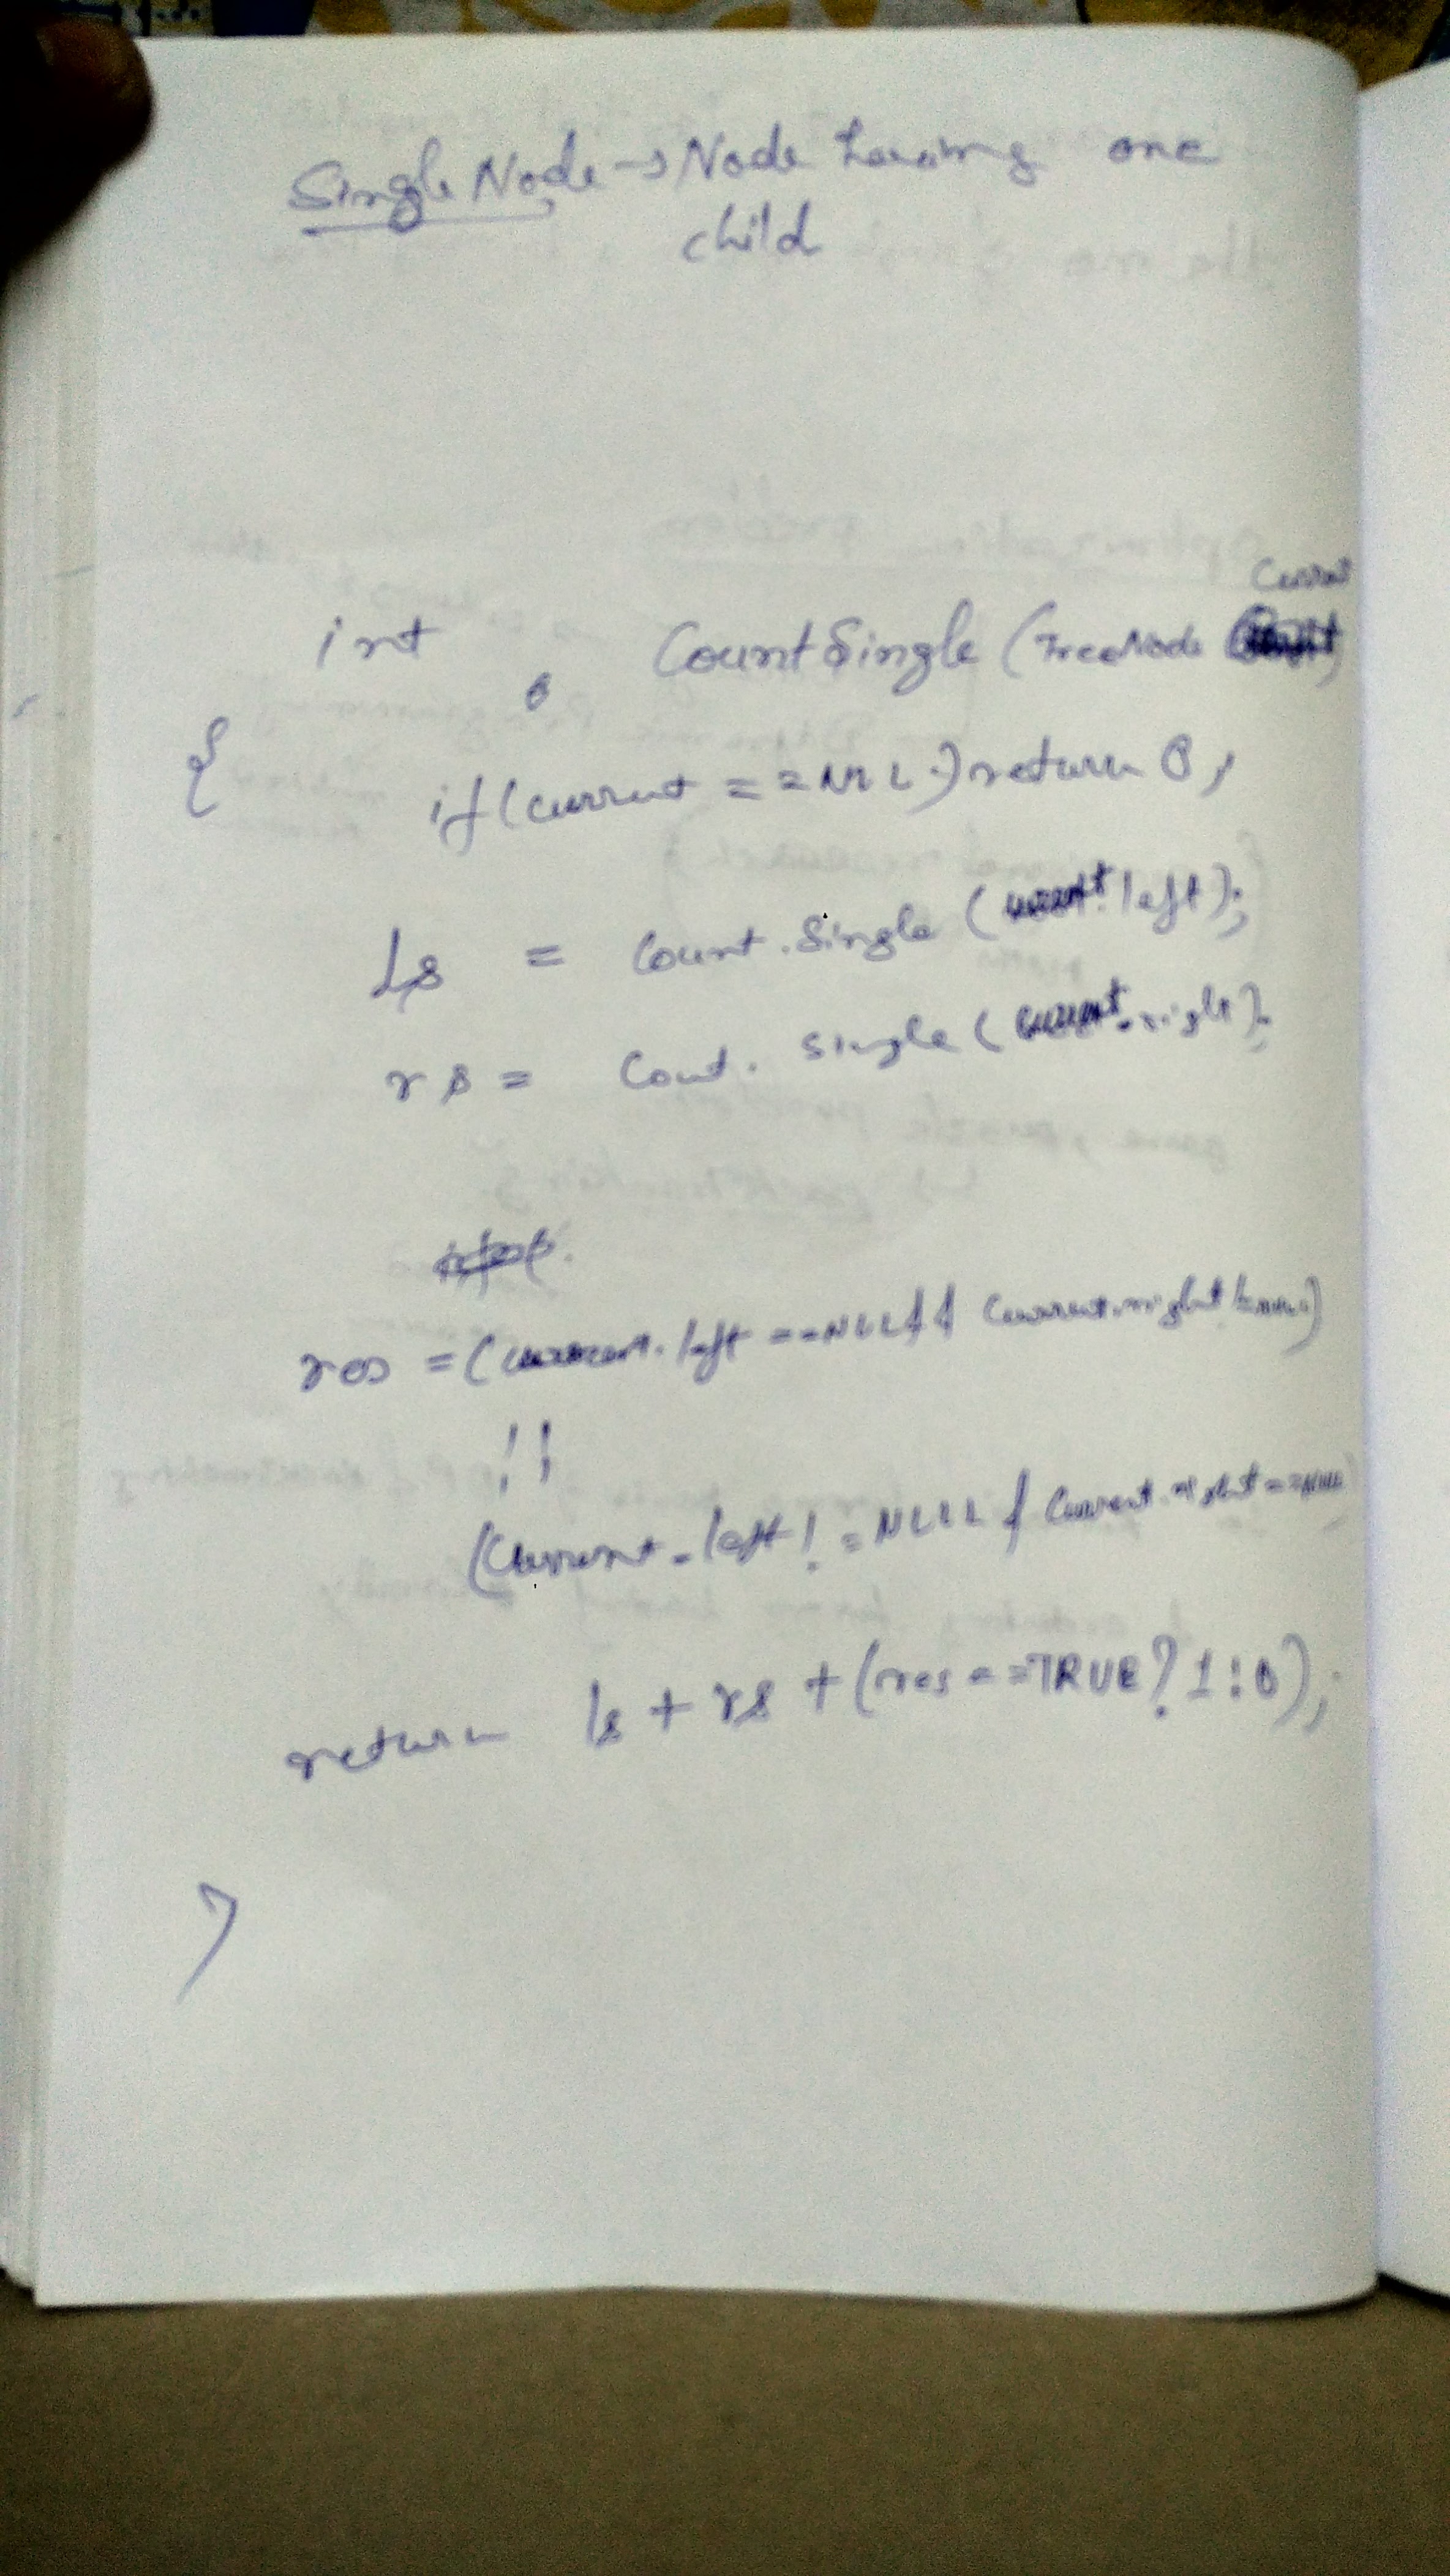 Single Node → Node having one
child
Current
int CountSingle (TreeNode
{
if (current == NULL) return 0;
Ls = Count.Single (current.left);
rs = Cout. Single (current.right);
res = (current.left == NULL && Current.right != NULL)
||
(Current.left != NULL & Current.right == NULL
return ls + rs + (res == TRUE ? 1 : 0);
}